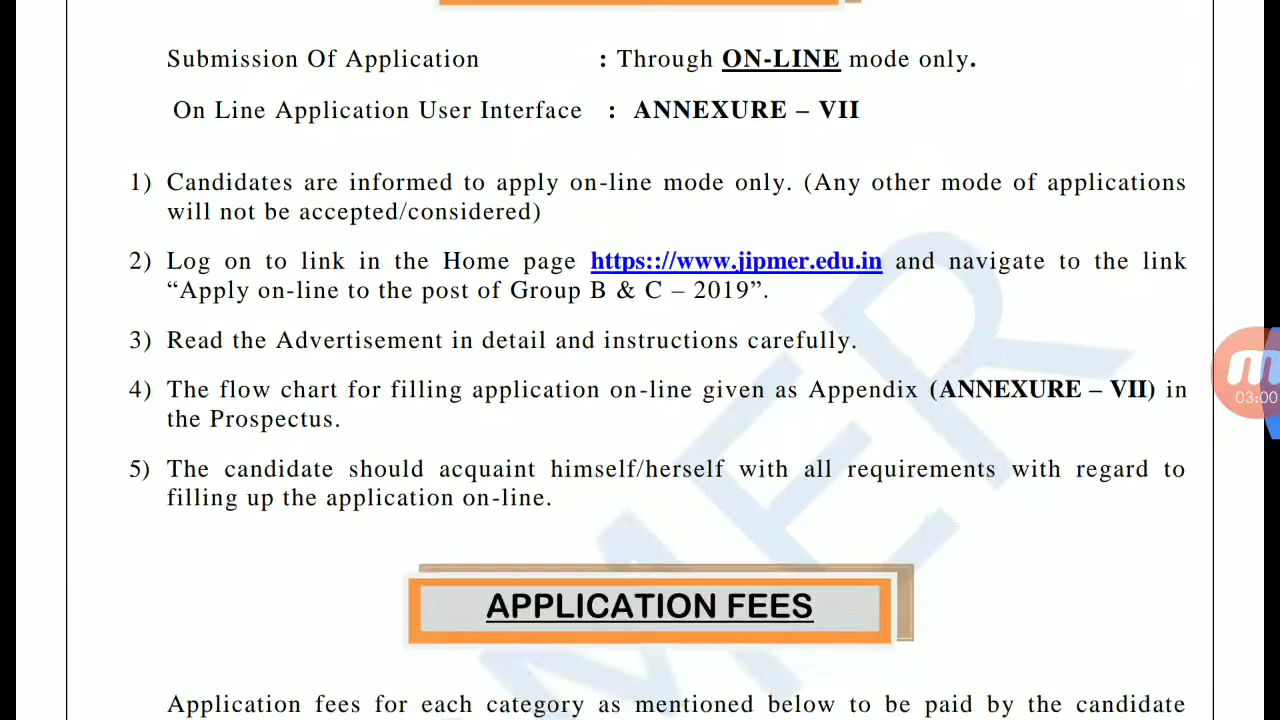 Submission Of Application : Through ON-LINE mode only.
On Line Application User Interface : ANNEXURE – VII
1) Candidates are informed to apply on-line mode only. (Any other mode of applications
will not be accepted/considered)
2) Log on to link in the Home page https:://www.jipmer.edu.in and navigate to the link
“Apply on-line to the post of Group B & C – 2019”.
3) Read the Advertisement in detail and instructions carefully.
4) The flow chart for filling application on-line given as Appendix (ANNEXURE – VII) in
the Prospectus.
5) The candidate should acquaint himself/herself with all requirements with regard to
filling up the application on-line.
APPLICATION FEES
Application fees for each category as mentioned below to be paid by the candidate
MER
03:00